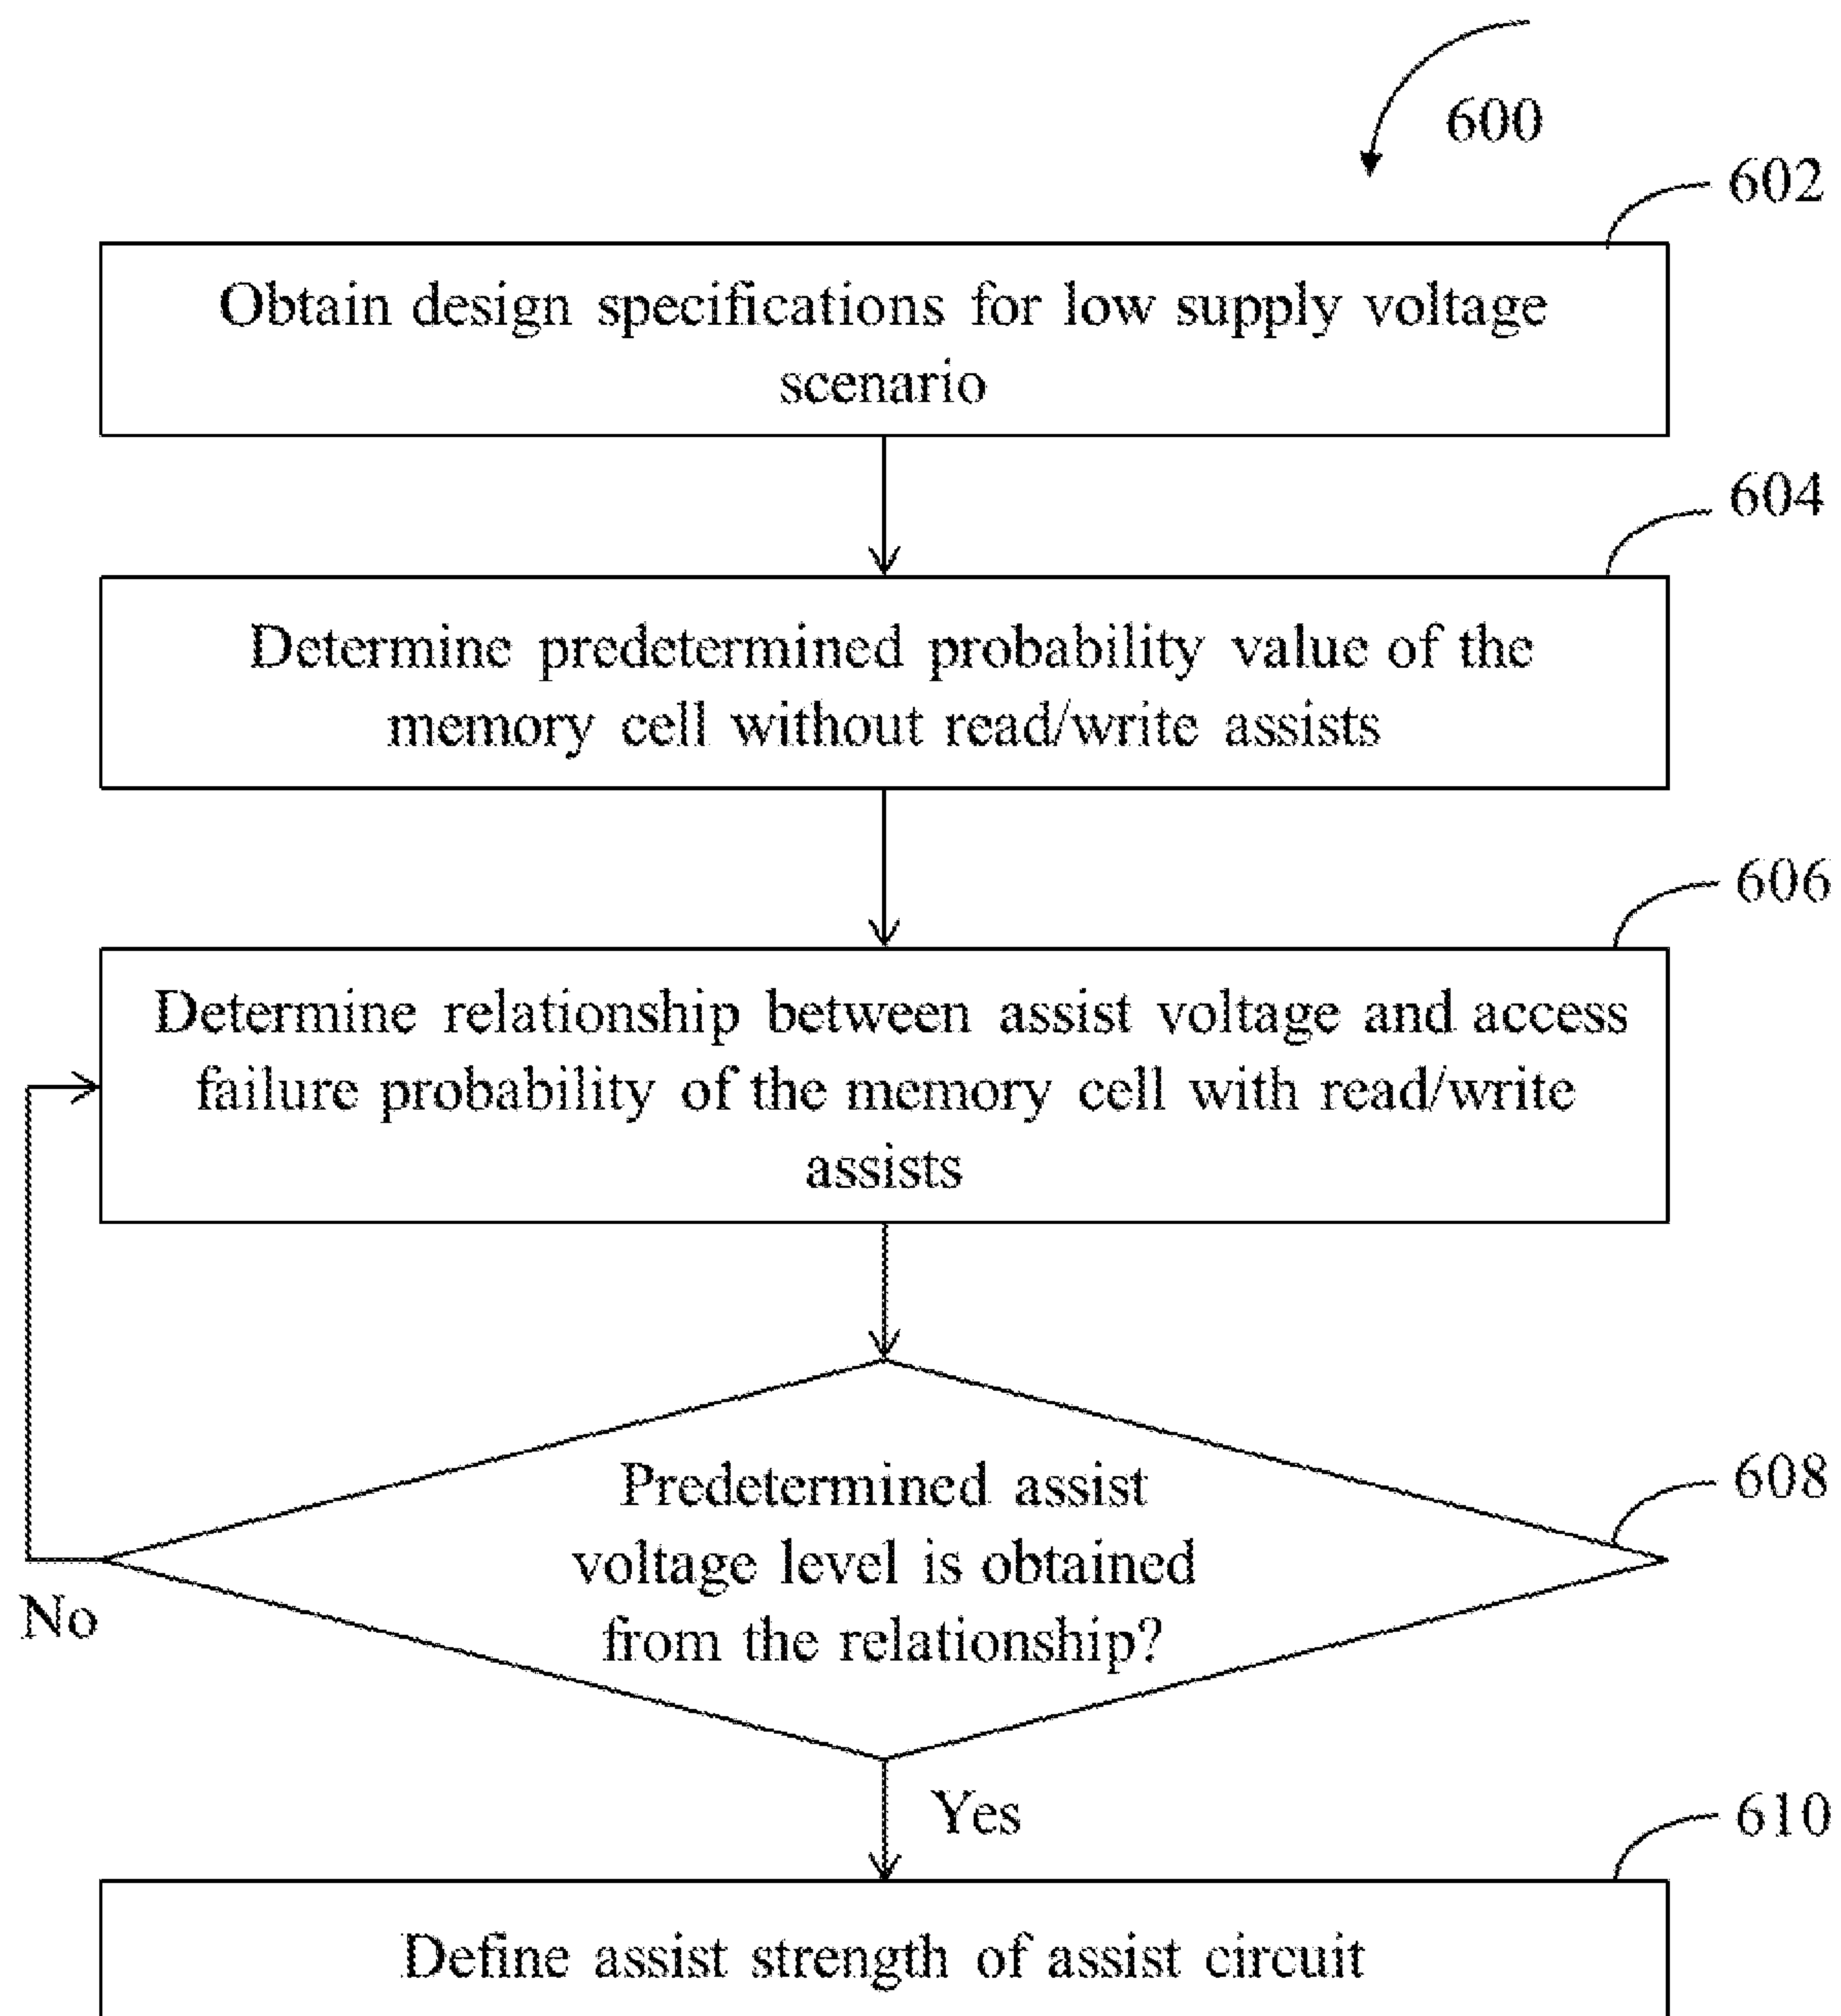 600
602
Obtain design specifications for low supply voltage
scenario
604
Determine predetermined probability value of the
memory cell without read/write assists
606
Determine relationship between assist voltage and access
failure probability of the memory cell with read/write
assists
608
Predetermined assist
voltage level is obtained
from the relationship?
No
Yes
610
Define assist strength of assist circuit